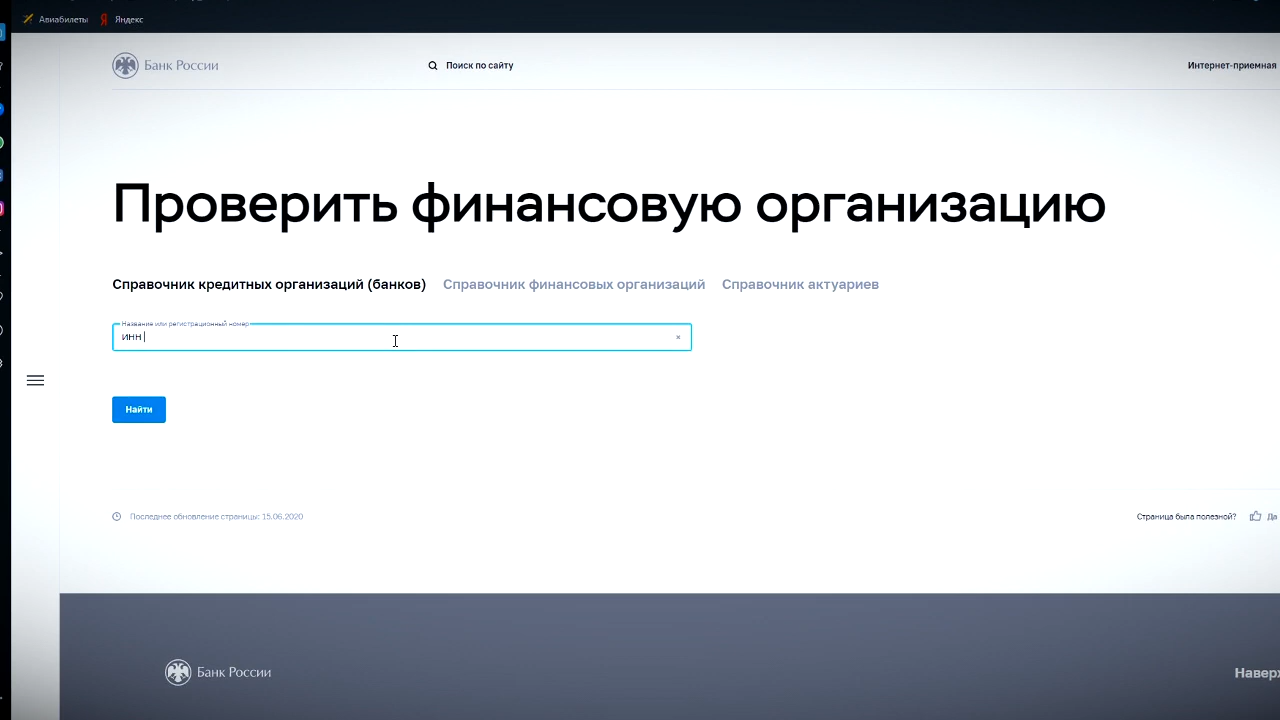 Авиабилеты Яндекс
Банк России Поиск по сайту Интернет-приемная
Проверить финансовую организацию
Справочник кредитных организаций (банков) Справочник финансовых организаций Справочник актуариев
Название или регистрационный номер
инн
Найти
Последнее обновление страницы: 15.06.2020 Страница была полезной? Да
Банк России Наверх